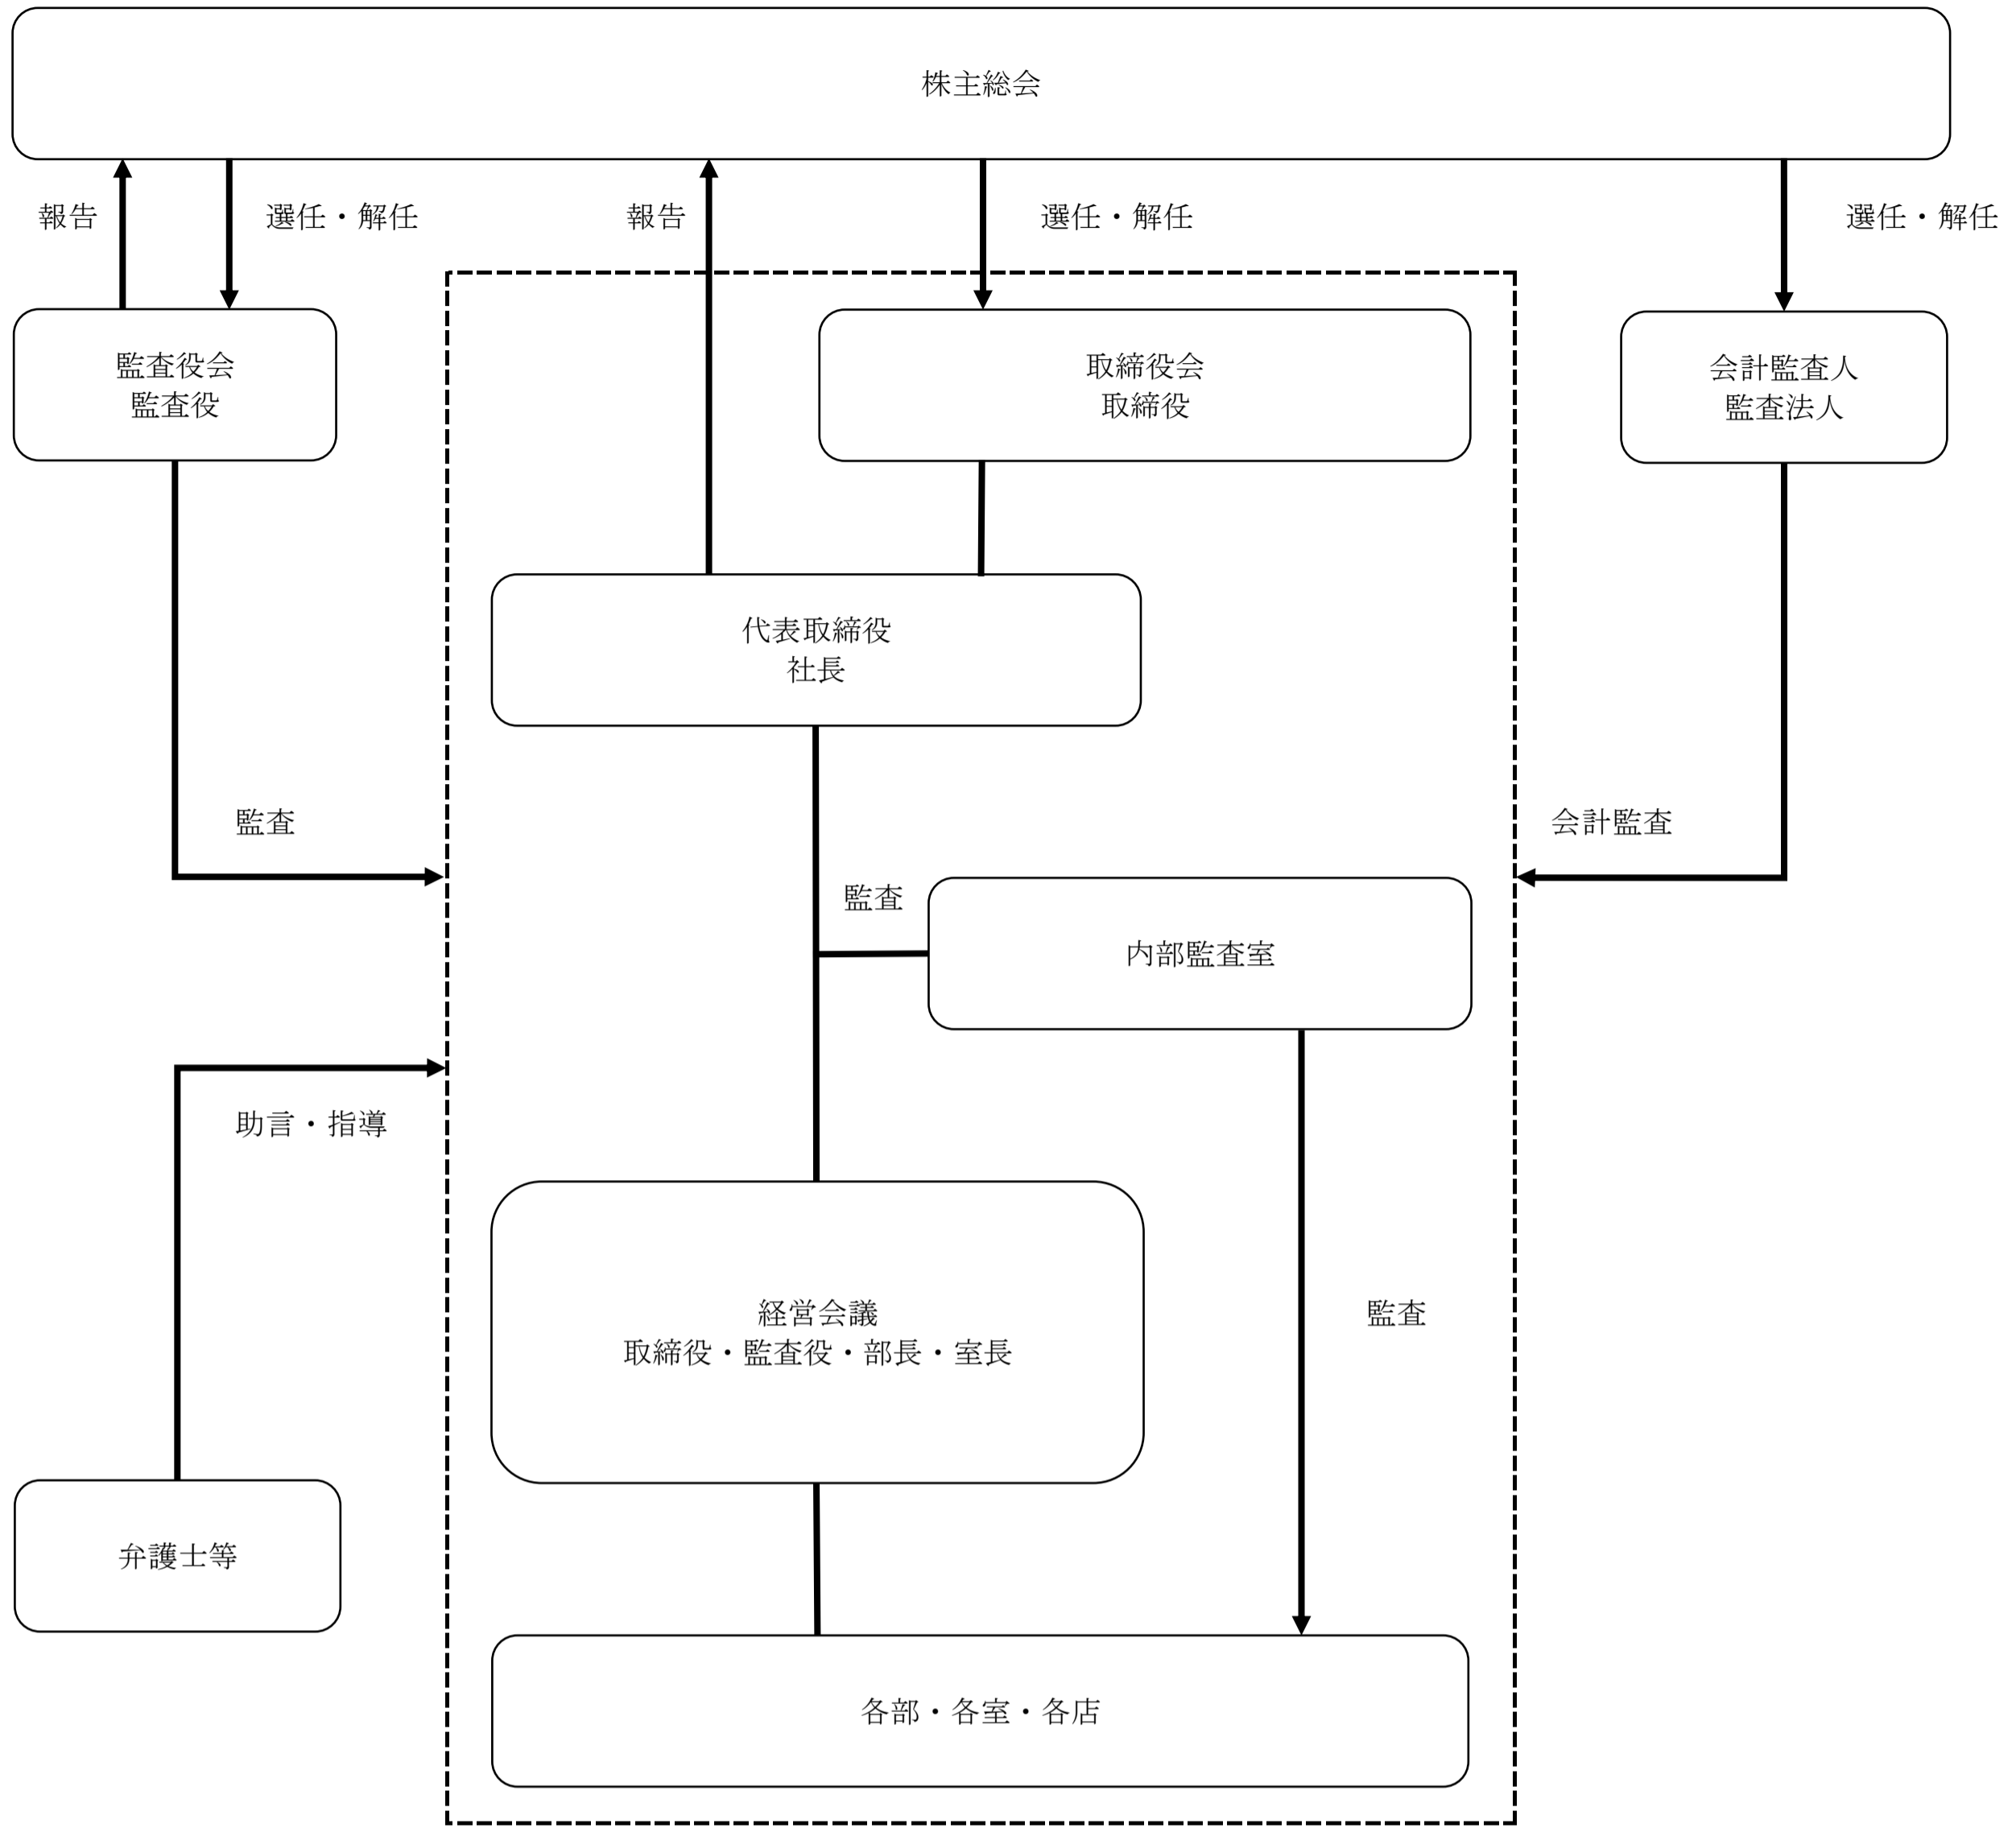 株主総会
報告
選任・解任
報告
選任・解任
選任・解任
監査役会
監査役
取締役会
取締役
会計監査人
監査法人
代表取締役
社長
監査
会計監査
監査
内部監査室
助言・指導
経営会議
取締役・監査役・部長・室長
監査
弁護士等
各部・各室・各店